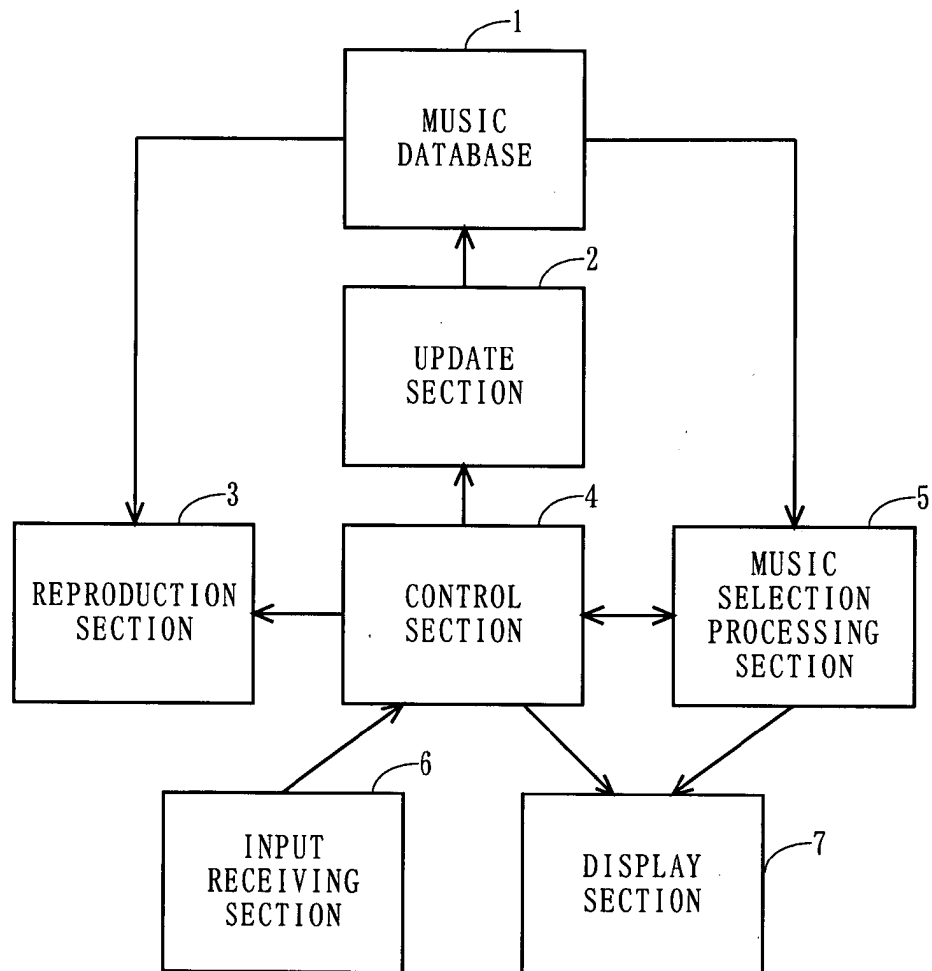 1
MUSIC
DATABASE
2
UPDATE
SECTION
3
REPRODUCTION
SECTION
4
CONTROL
SECTION
5
MUSIC
SELECTION
PROCESSING
SECTION
6
INPUT
RECEIVING
SECTION
7
DISPLAY
SECTION